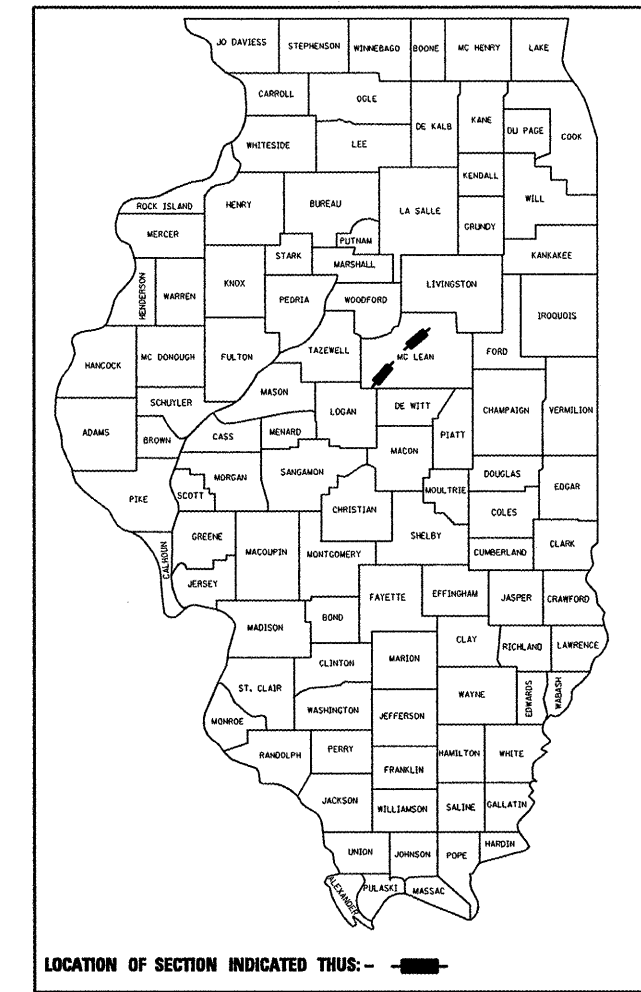 JO DAVIESS STEPHENSON WINNEBAGO BOONE MC HENRY LAKE
CARROLL OGLE DE KALB KANE DU PAGE COOK
WHITESIDE LEE KENDALL WILL
ROCK ISLAND HENRY BUREAU LA SALLE GRUNDY
MERCER PUTNAM KANKAKEE
STARK MARSHALL
HENDERSON WARREN KNOX PEORIA WOODFORD LIVINGSTON IROQUOIS
HANCOCK MC DONOUGH FULTON TAZEWELL MC LEAN FORD
SCHUYLER MASON LOGAN DE WITT CHAMPAIGN VERMILION
ADAMS BROWN CASS MENARD MACON PIATT
PIKE SCOTT MORGAN SANGAMON MOULTRIE DOUGLAS EDGAR
CHRISTIAN COLES
CALHOUN GREENE MACOUPIN MONTGOMERY SHELBY CUMBERLAND CLARK
JERSEY FAYETTE EFFINGHAM JASPER CRAWFORD
MADISON BOND CLAY RICHLAND LAWRENCE
CLINTON MARION
ST. CLAIR WAYNE EDWARDS WABASH
MONROE WASHINGTON JEFFERSON
RANDOLPH PERRY HAMILTON WHITE
FRANKLIN
JACKSON WILLIAMSON SALINE GALLATIN
UNION JOHNSON POPE HARDIN
ALEXANDER PULASKI MASSAC
LOCATION OF SECTION INDICATED THUS: -